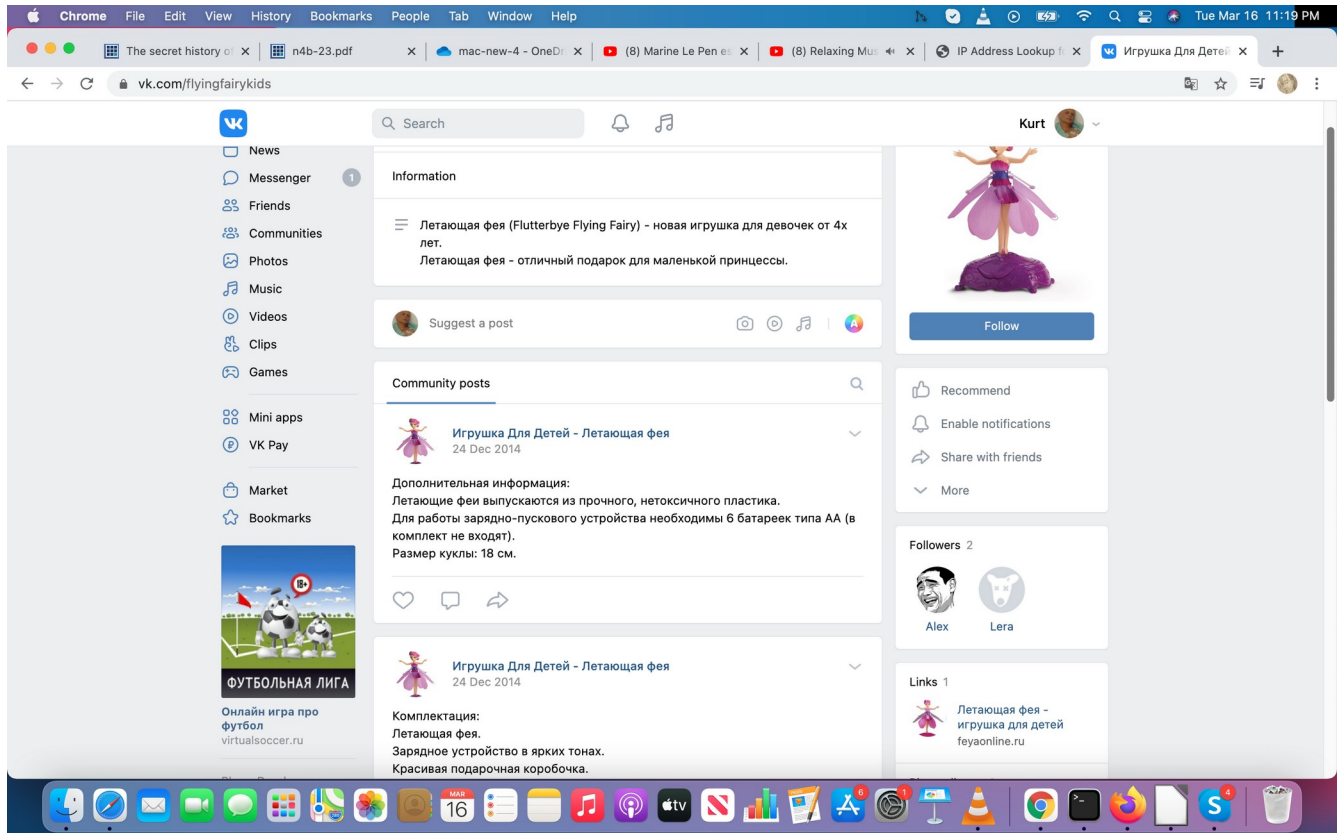 Chrome File Edit View History Bookmarks People Tab Window Help Tue Mar 16 11:19 PM
The secret history of
n4b-23.pdf
mac-new-4 - OneDr
(8) Marine Le Pen es
(8) Relaxing Mus
IP Address Lookup f
Игрушка Для Детей
vk.com/flyingfairykids
Search
Kurt
News
Messenger 1
Friends
Communities
Photos
Music
Videos
Clips
Games
Mini apps
VK Pay
Market
Bookmarks
18+
ФУТБОЛЬНАЯ ЛИГА
Онлайн игра про
футбол
virtualsoccer.ru
Information
Летающая фея (Flutterbye Flying Fairy) - новая игрушка для девочек от 4х
лет.
Летающая фея - отличный подарок для маленькой принцессы.
Suggest a post
Community posts
Игрушка Для Детей - Летающая фея
24 Dec 2014
Дополнительная информация:
Летающие феи выпускаются из прочного, нетоксичного пластика.
Для работы зарядно-пускового устройства необходимы 6 батареек типа АА (в
комплект не входят).
Размер куклы: 18 см.
Игрушка Для Детей - Летающая фея
24 Dec 2014
Комплектация:
Летающая фея.
Зарядное устройство в ярких тонах.
Красивая подарочная коробочка.
Follow
Recommend
Enable notifications
Share with friends
More
Followers 2
Alex Lera
Links 1
Летающая фея -
игрушка для детей
feyaonline.ru
MAR
16
tv
6
1
4